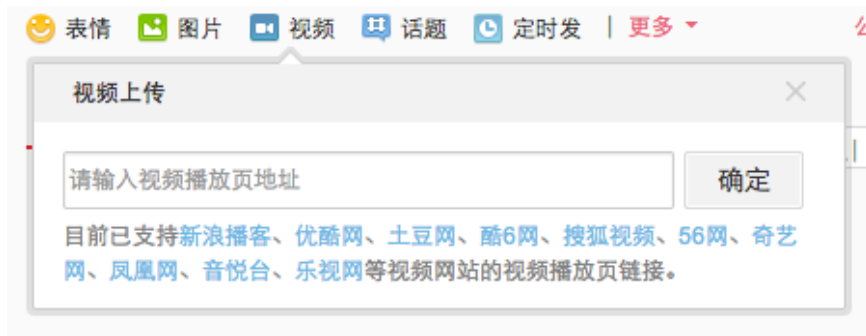 表情 图片 视频 话题 定时发 | 更多
视频上传
请输入视频播放页地址 确定
目前已支持新浪播客、优酷网、土豆网、酷6网、搜狐视频、56网、奇艺
网、凤凰网、音悦台、乐视网等视频网站的视频播放页链接。